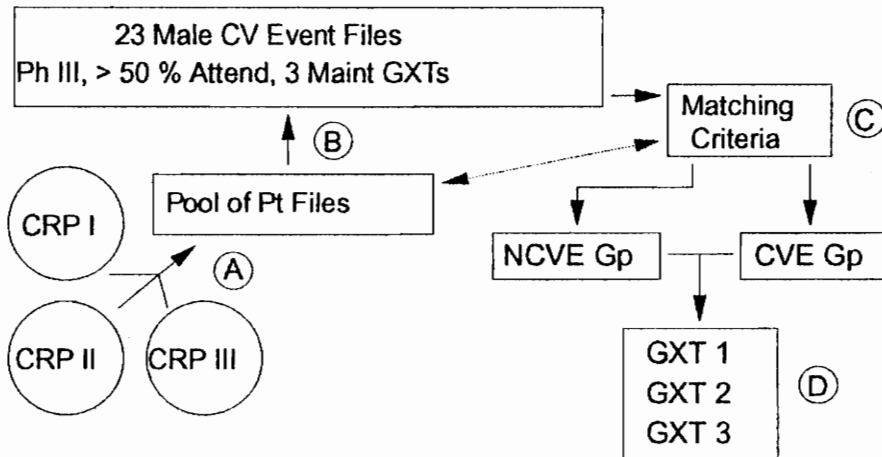 23 Male CV Event Files
Ph III, > 50 % Attend, 3 Maint GXTs
B
Matching
Criteria
C
Pool of Pt Files
CRP I
A
NCVE Gp
CVE Gp
CRP II
CRP III
GXT 1
GXT 2
GXT 3
D